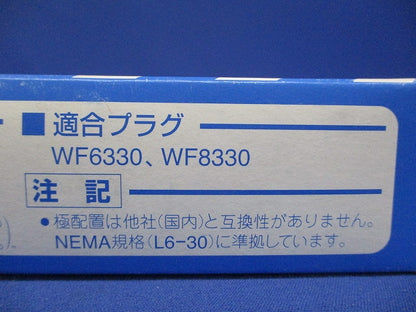 ■適合プラグ
WF6330、WF8330
注記
●極配置は他社(国内)と互換性がありません。
NEMA規格(L6-30)に準拠しています。